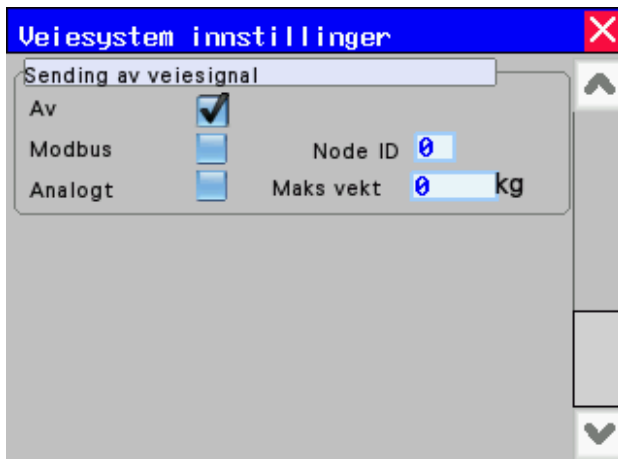 Veiesystem innstillinger
Sending av veiesignal
Av
Modbus Node ID 0
Analogt Maks vekt 0 kg